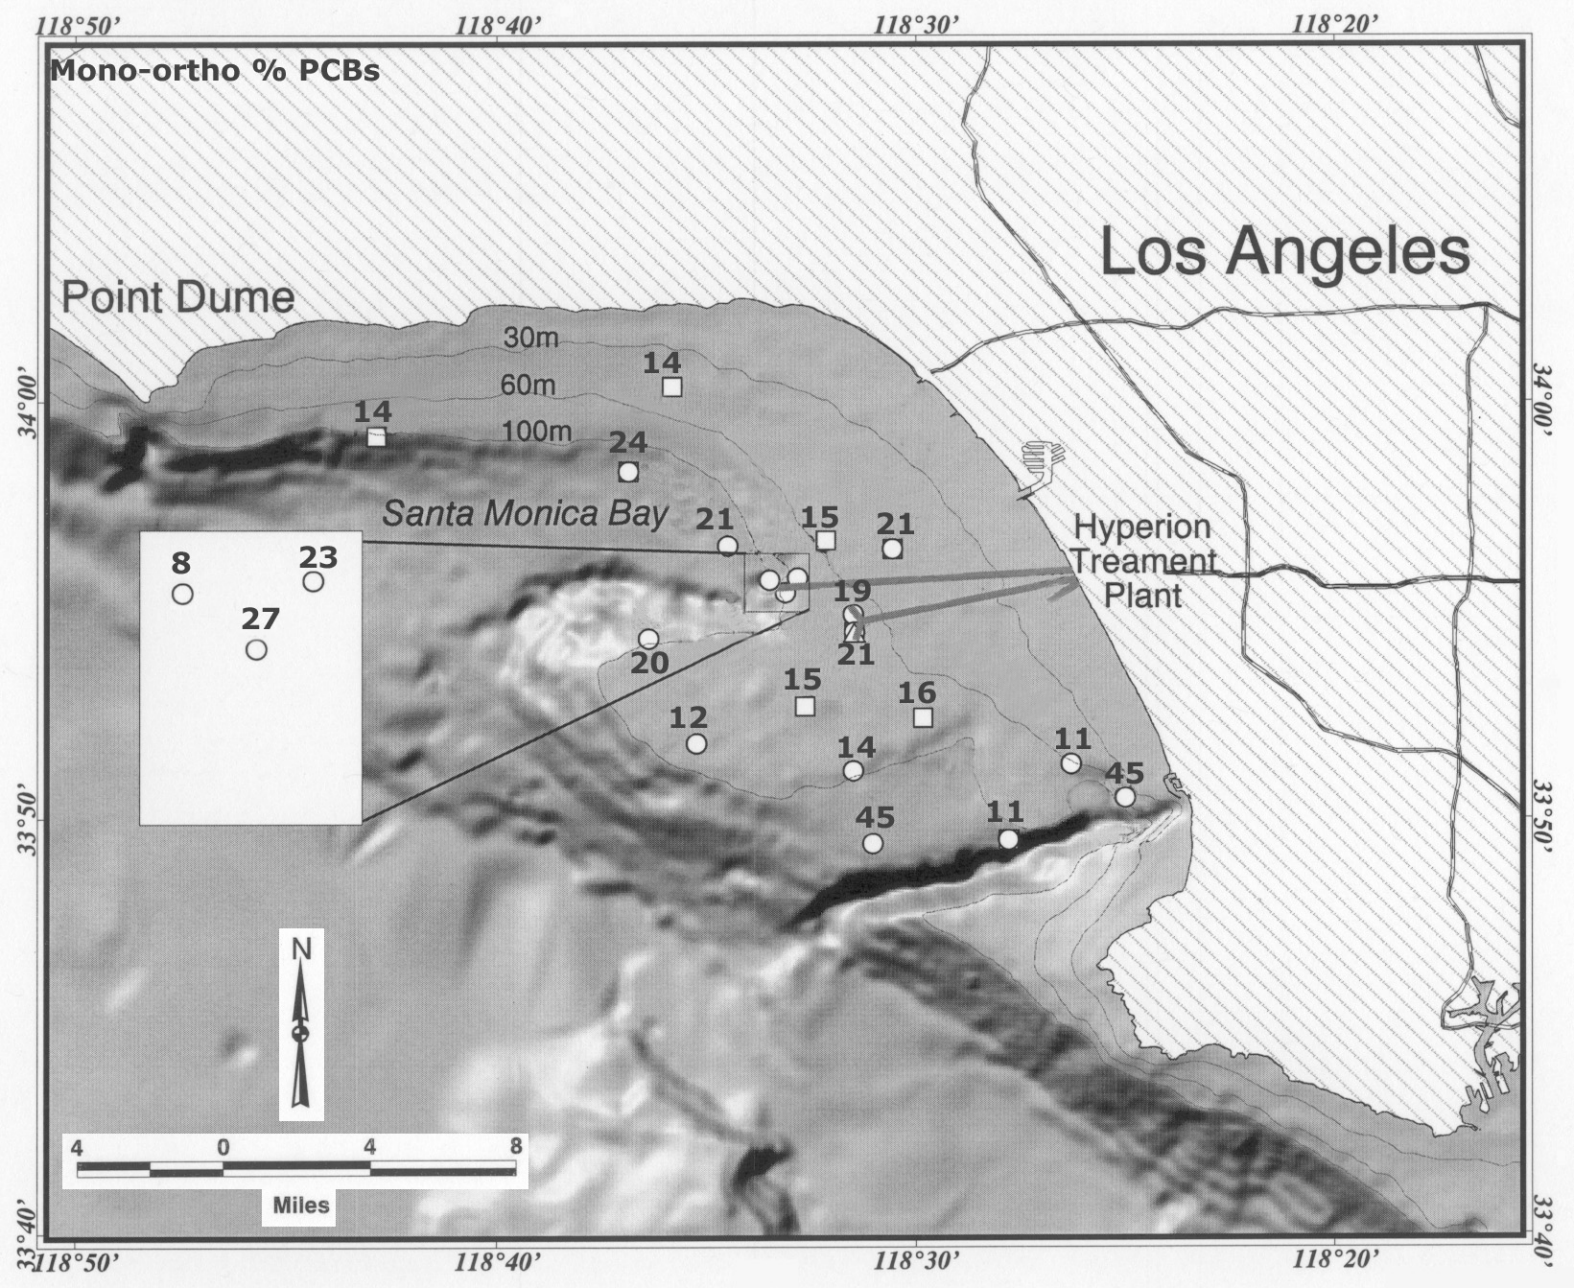 118°50’ 118°40’ 118°30’ 118°20’
Mono-ortho % PCBs
Los Angeles
Point Dume
30m
14
60m
34°00’ 34°00’
14
100m
24
Santa Monica Bay
21 15 21
Hyperion
Treament
Plant
8 23
27
19
21
20
15 16
12
14 11
45
45 11
33°50’ 33°50’
N
4 0 4 8
Miles
33°40’ 33°40’
118°50’ 118°40’ 118°30’ 118°20’